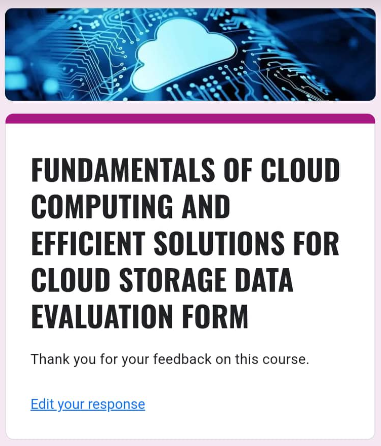 FUNDAMENTALS OF CLOUD
COMPUTING AND
EFFICIENT SOLUTIONS FOR
CLOUD STORAGE DATA
EVALUATION FORM
Thank you for your feedback on this course.
Edit your response